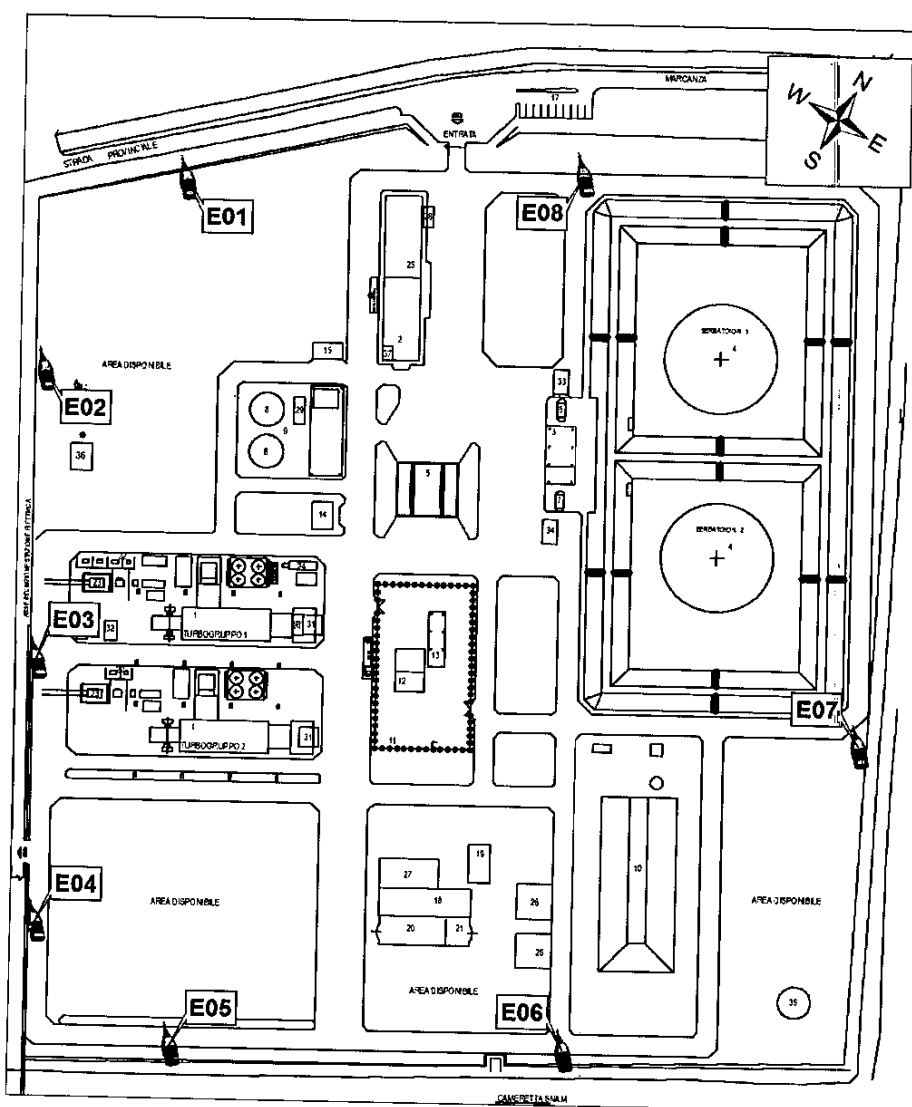 MARCANZA
17
N
W
E
S
ENTRATA
STRADA PROVINCIALE
E01
E08
38
25
2
37
SERBATOIO N. 1
4
15
AREA DISPONIBILE
33
E02
8
29
9
8
3
36
5
14
34
SERBATOIO N. 2
4
23
24
1
E03
32
TURBOGRUPPO 1
31
13
12
23
1
TURBOGRUPPO 2
31
11
E07
19
27
E04
18
10
26
AREA DISPONIBILE
20
21
AREA DISPONIBILE
26
AREA DISPONIBILE
E05
E06
35
CAMERETTA SNAM